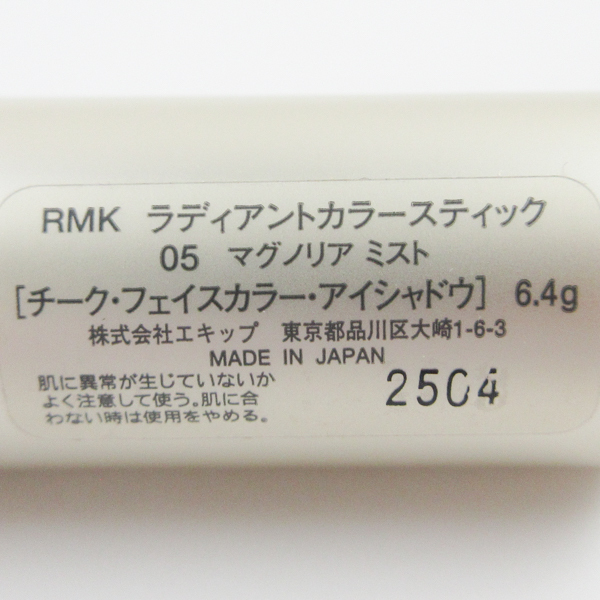 RMK ラディアントカラースティック
05 マグノリア ミスト
[チーク・フェイスカラー・アイシャドウ] 6.4g
株式会社エキップ 東京都品川区大崎1-6-3
MADE IN JAPAN
肌に異常が生じていないか
よく注意して使う。肌に合
わない時は使用をやめる。
2504